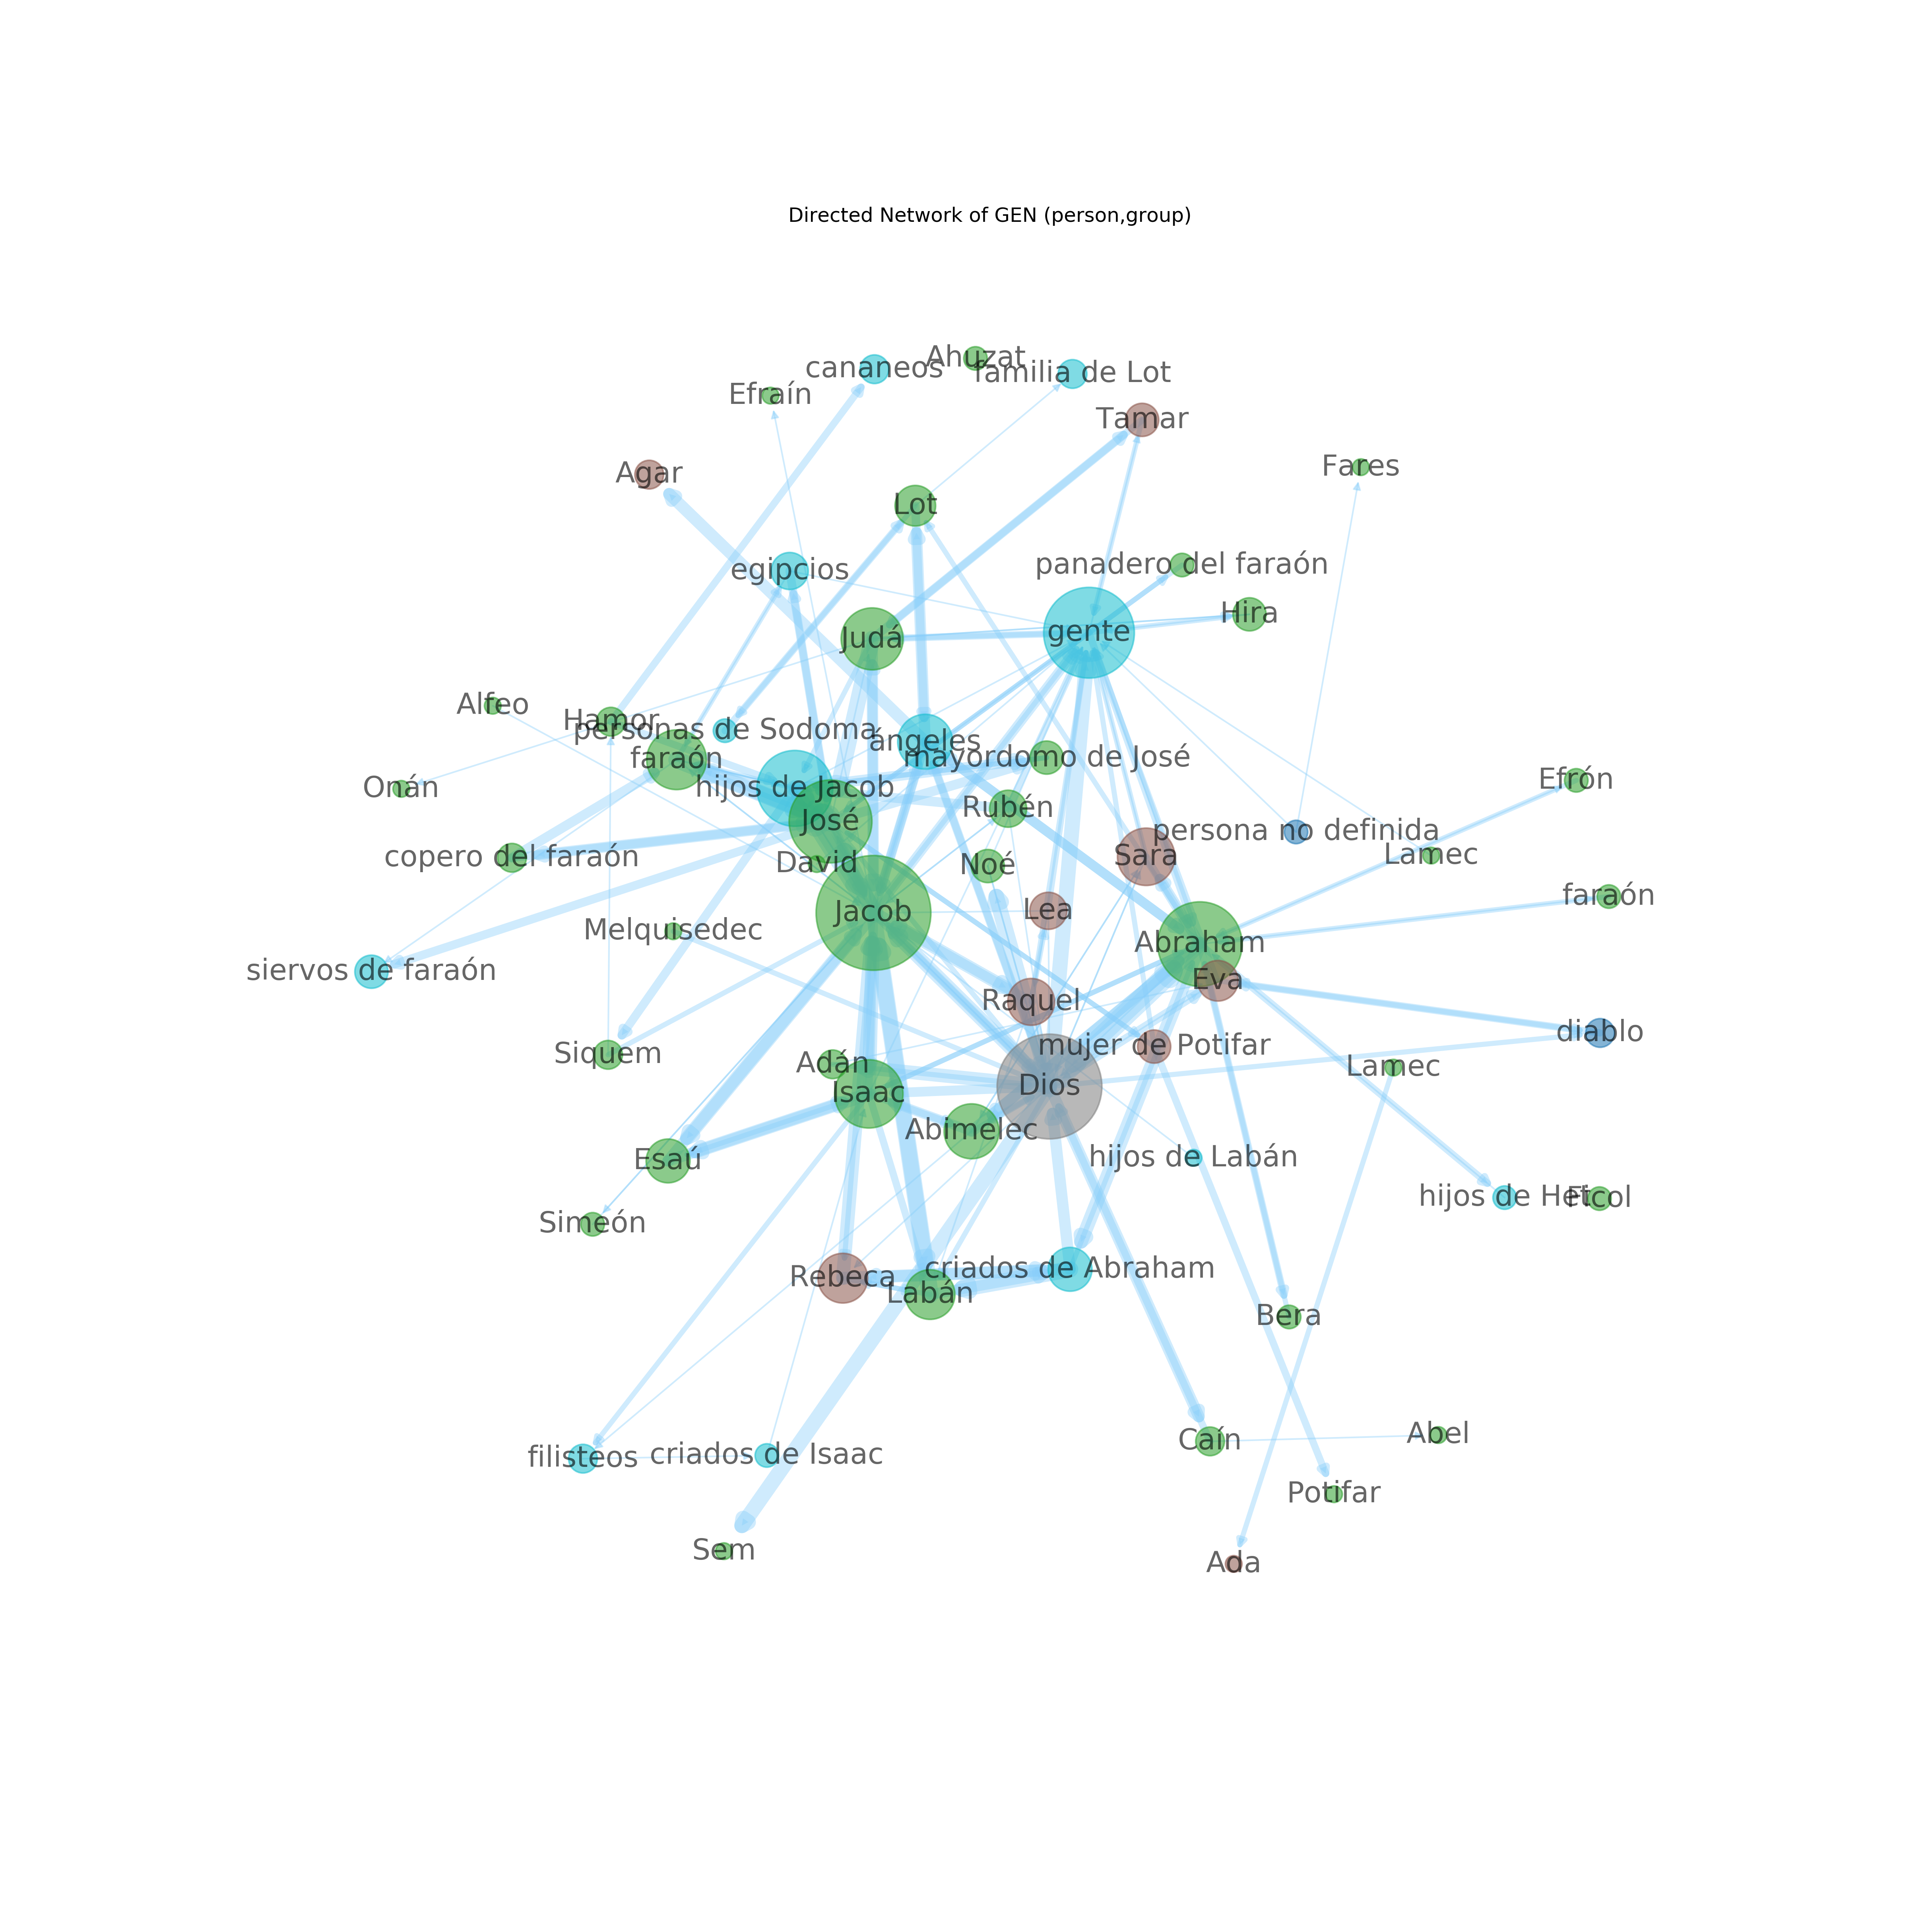 Directed Network of GEN (person,group)
Ahuzat
cananeos
familia de Lot
Efraín
Tamar
Fares
Agar
Lot
panadero del faraón
egipcios
Hira
gente
Judá
Alfeo
Hamor
personas de Sodoma
ángeles
mayordomo de José
faraón
Efrón
Onán
hijos de Jacob
Rubén
José
persona no definida
copero del faraón
Sara
Lamec
David
Noé
faraón
Jacob
Lea
Melquisedec
Abraham
siervos de faraón
Eva
Raquel
diablo
mujer de Potifar
Siquem
Adán
Lamec
Dios
Isaac
Abimelec
hijos de Labán
Esaú
hijos de Het
Ficol
Simeón
criados de Abraham
Rebeca
Labán
Bera
Abel
Caín
criados de Isaac
filisteos
Potifar
Sem
Ada